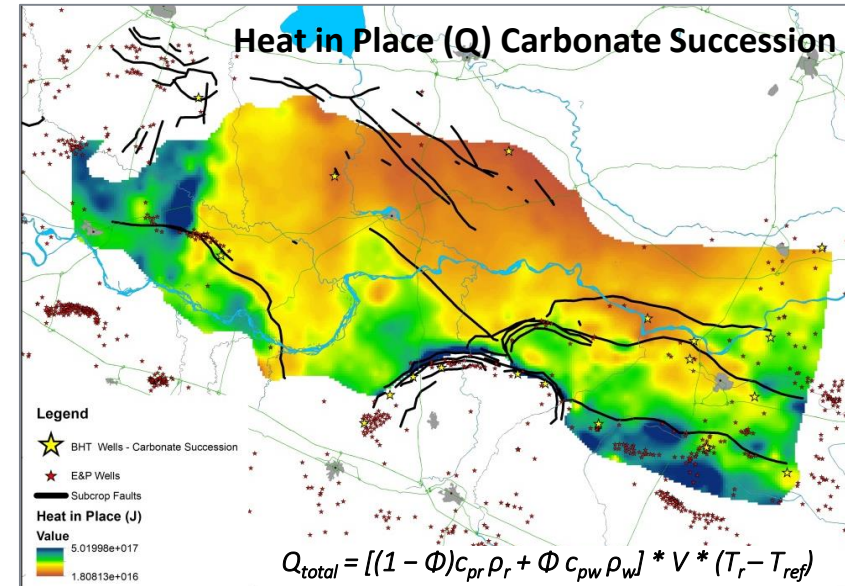 Heat in Place (Q) Carbonate Succession
Legend
BHT Wells - Carbonate Succession
E&P Wells
Subcrop Faults
Heat in Place (J)
Value
5.01998e+017
1.80813e+016
Q_total = [(1 − Φ)c_pr ρ_r + Φ c_pw ρ_w] * V * (T_r – T_ref)